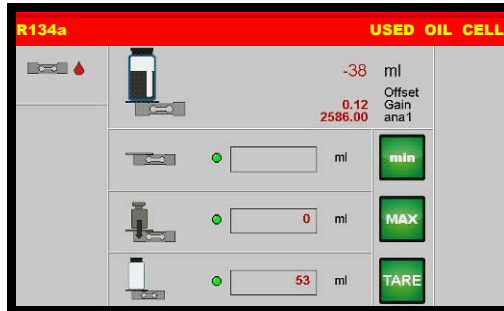 R134a USED OIL CELL
-38 ml
Offset
0.12 Gain
2586.00 ana1
ml min
0 ml MAX
53 ml TARE